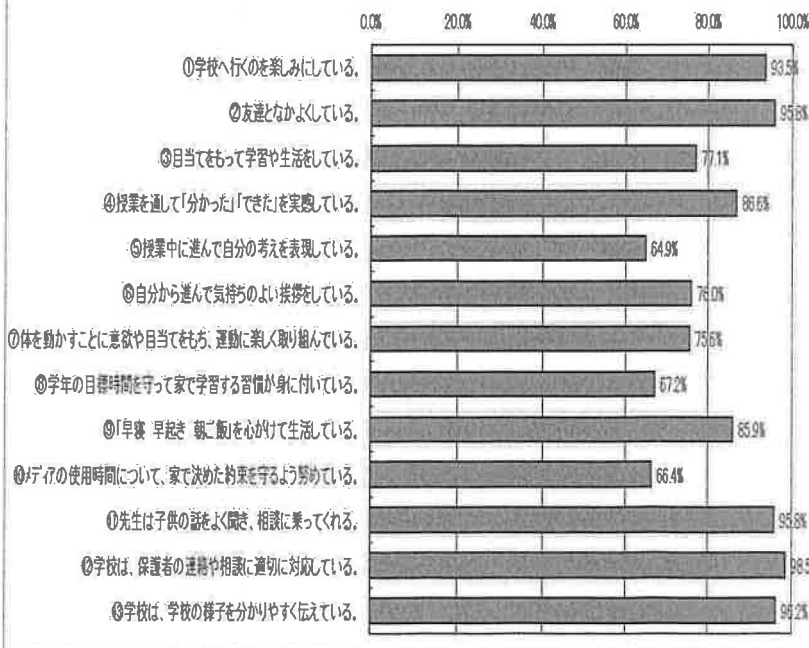 0.0% 20.0% 40.0% 60.0% 80.0% 100.0%
①学校へ行くのを楽しみにしている。 93.5%
②友達となかよくしている。 95.8%
③目当てをもって学習や生活をしている。 77.1%
④授業を通して「分かった」「できた」を実感している。 86.6%
⑤授業中に進んで自分の考えを表現している。 64.9%
⑥自分から進んで気持ちのよい挨拶をしている。 76.0%
⑦体を動かすことに意欲や目当てをもち、運動に楽しく取り組んでいる。 75.6%
⑧学年の目標時間を守って家で学習する習慣が身に付いている。 67.2%
⑨「早寝 早起き 朝ご飯」を心がけて生活している。 85.9%
⑩メディアの使用時間について、家で決めた約束を守るよう努めている。 66.4%
⑪先生は子供の話をよく聞き、相談に乗ってくれる。 95.8%
⑫学校は、保護者の連絡や相談に適切に対応している。 98.5
⑬学校は、学校の様子を分かりやすく伝えている。 96.2%